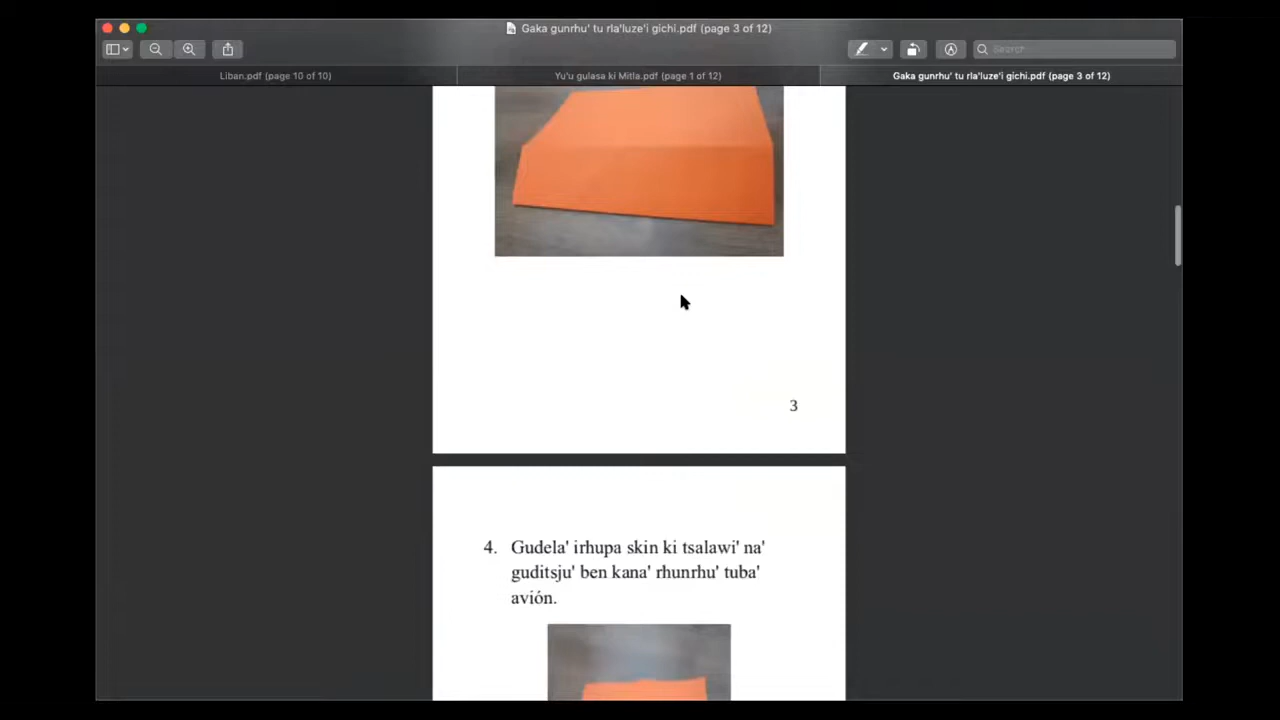 Gaka gunrhu' tu rla'luze'i gichi.pdf (page 3 of 12)
Search
Liban.pdf (page 10 of 10)
Yu'u gulasa ki Mitla.pdf (page 1 of 12)
Gaka gunrhu' tu rla'luze'i gichi.pdf (page 3 of 12)
3
4. Gudela' irhupa skin ki tsalawi' na'
guditsju' ben kana' rhunrhu' tuba'
avión.